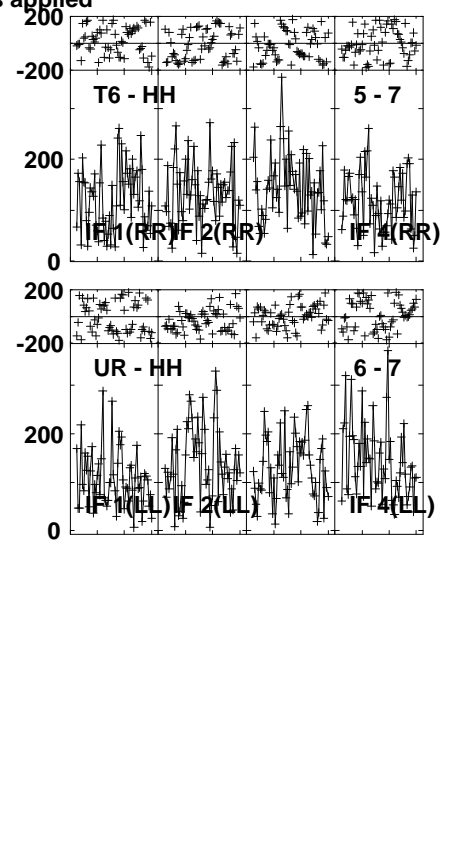 s applied
200
-200
T6 - HH 5 - 7
200
IF 1(RR) IF 2(RR) IF 4(RR)
0
200
-200
UR - HH 6 - 7
200
IF 1(LL) IF 2(LL) IF 4(LL)
0